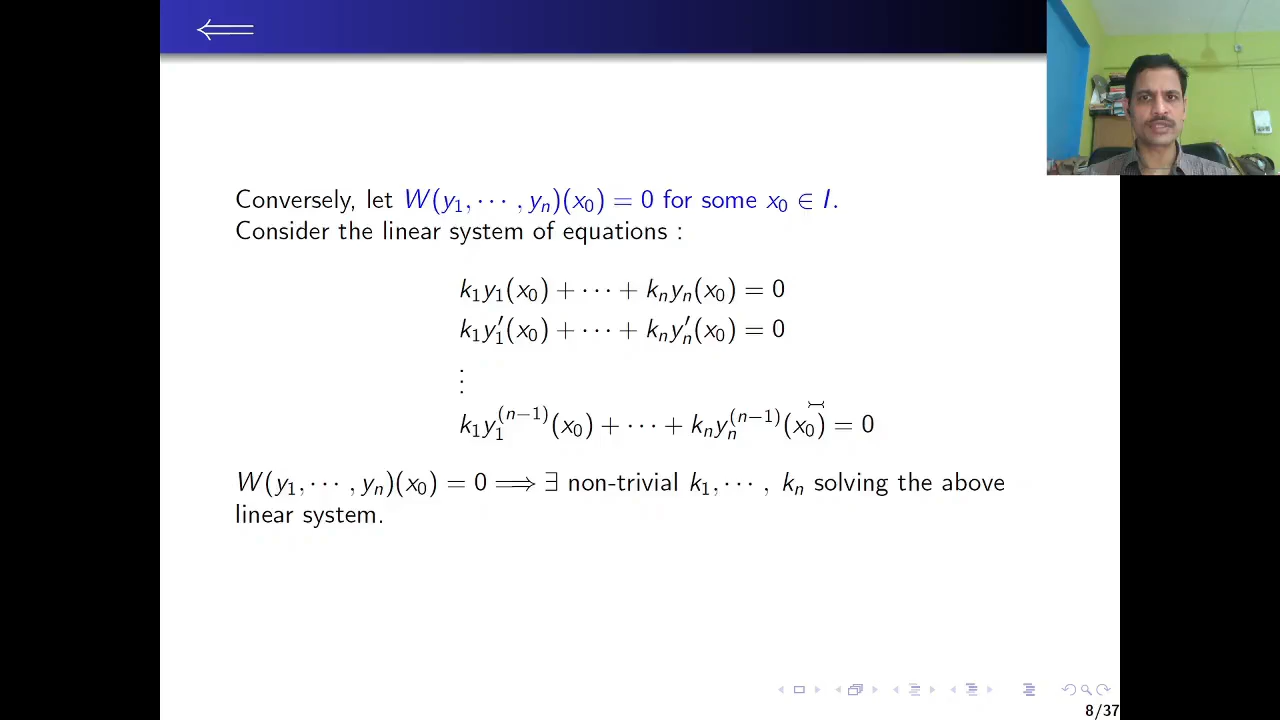 ⇐=
Conversely, let W(y₁, ··· , yₙ)(x₀) = 0 for some x₀ ∈ I.
Consider the linear system of equations :
k₁y₁(x₀) + ··· + kₙyₙ(x₀) = 0
k₁y₁′(x₀) + ··· + kₙyₙ′(x₀) = 0
⋮
k₁y₁⁽ⁿ⁻¹⁾(x₀) + ··· + kₙyₙ⁽ⁿ⁻¹⁾(x₀) = 0
W(y₁, ··· , yₙ)(x₀) = 0 ⟹ ∃ non-trivial k₁, ··· , kₙ solving the above
linear system.
8/37